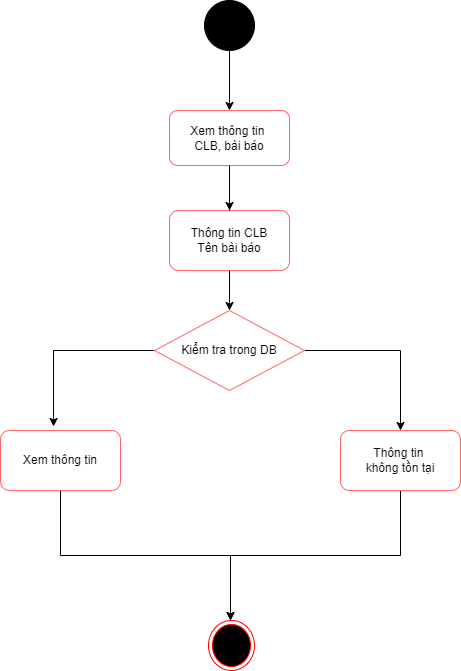 Xem thông tin
CLB, bài báo
Thông tin CLB
Tên bài báo
Kiểm tra trong DB
Xem thông tin
Thông tin
không tồn tại